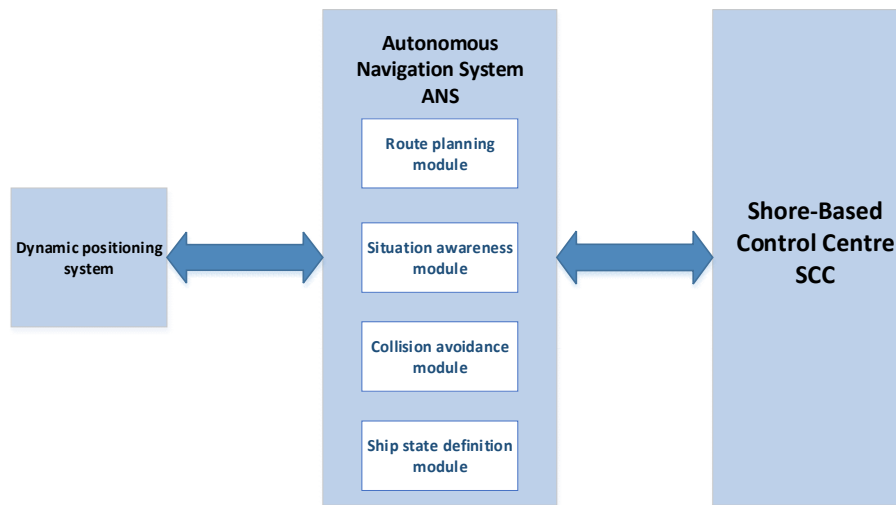 Autonomous
Navigation System
ANS
Route planning
module
Dynamic positioning
system
Situation awareness
module
Collision avoidance
module
Ship state definition
module
Shore-Based
Control Centre
SCC